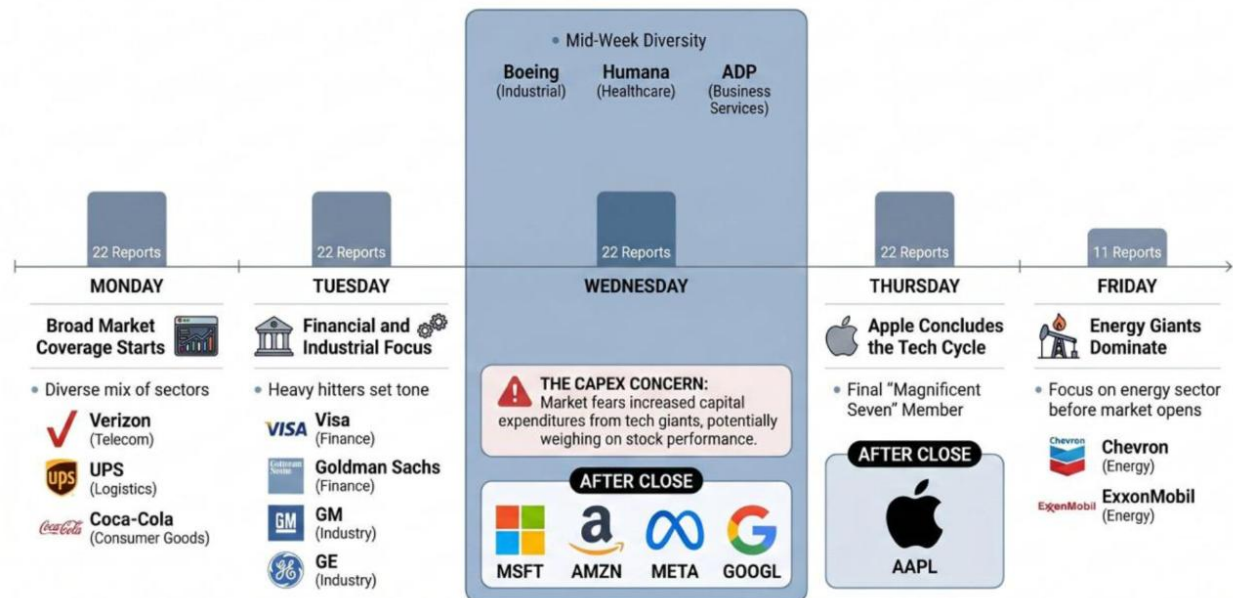 Mid-Week Diversity
Boeing
(Industrial)
Humana
(Healthcare)
ADP
(Business
Services)
22 Reports
22 Reports
22 Reports
22 Reports
11 Reports
MONDAY
Broad Market
Coverage Starts
• Diverse mix of sectors
Verizon
(Telecom)
ups
UPS
(Logistics)
Coca-Cola
Coca-Cola
(Consumer Goods)
TUESDAY
Financial and
Industrial Focus
• Heavy hitters set tone
VISA
Visa
(Finance)
Goldman Sachs
(Finance)
GM
GM
(Industry)
GE
(Industry)
WEDNESDAY
THE CAPEX CONCERN:
Market fears increased capital
expenditures from tech giants, potentially
weighing on stock performance.
AFTER CLOSE
MSFT
AMZN
META
GOOGL
THURSDAY
Apple Concludes
the Tech Cycle
• Final “Magnificent
Seven” Member
AFTER CLOSE
AAPL
FRIDAY
Energy Giants
Dominate
• Focus on energy sector
before market opens
Chevron
Chevron
(Energy)
ExxonMobil
ExxonMobil
(Energy)